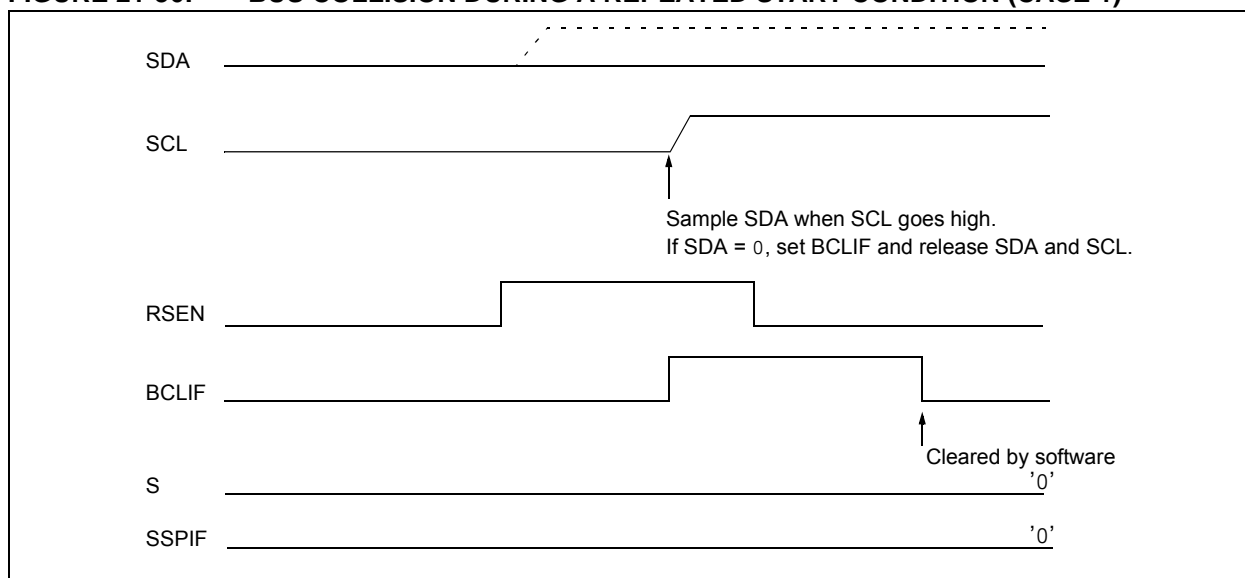 SDA
SCL
Sample SDA when SCL goes high.
If SDA = 0, set BCLIF and release SDA and SCL.
RSEN
BCLIF
Cleared by software
S '0'
SSPIF '0'